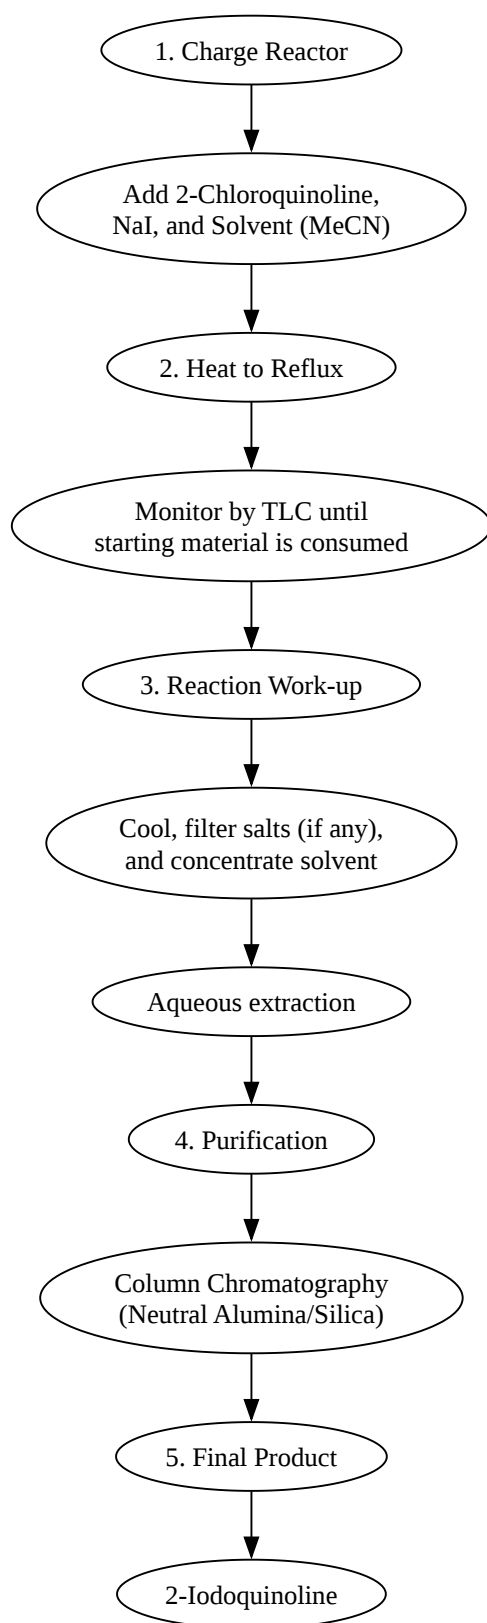 1. Charge Reactor
Add 2-Chloroquinoline,
NaI, and Solvent (MeCN)
2. Heat to Reflux
Monitor by TLC until
starting material is consumed
3. Reaction Work-up
Cool, filter salts (if any),
and concentrate solvent
Aqueous extraction
4. Purification
Column Chromatography
(Neutral Alumina/Silica)
5. Final Product
2-Iodoquinoline